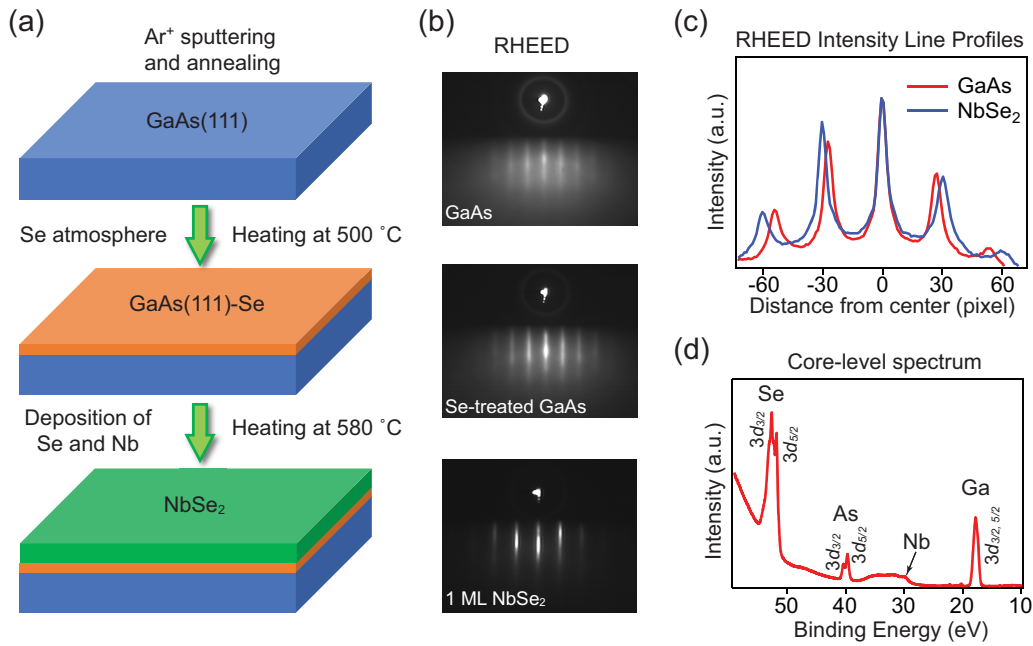 (a)
Ar⁺ sputtering
and annealing
GaAs(111)
Se atmosphere
Heating at 500 ˚C
GaAs(111)-Se
Deposition of
Se and Nb
Heating at 580 ˚C
NbSe₂
(b)
RHEED
GaAs
Se-treated GaAs
1 ML NbSe₂
(c)
RHEED Intensity Line Profiles
GaAs
NbSe₂
Intensity (a.u.)
-60 -30 0 30 60
Distance from center (pixel)
(d)
Core-level spectrum
Se
3d3/2
3d5/2
As
3d3/2
3d5/2
Nb
Ga
3d3/2, 5/2
Intensity (a.u.)
50 40 30 20 10
Binding Energy (eV)